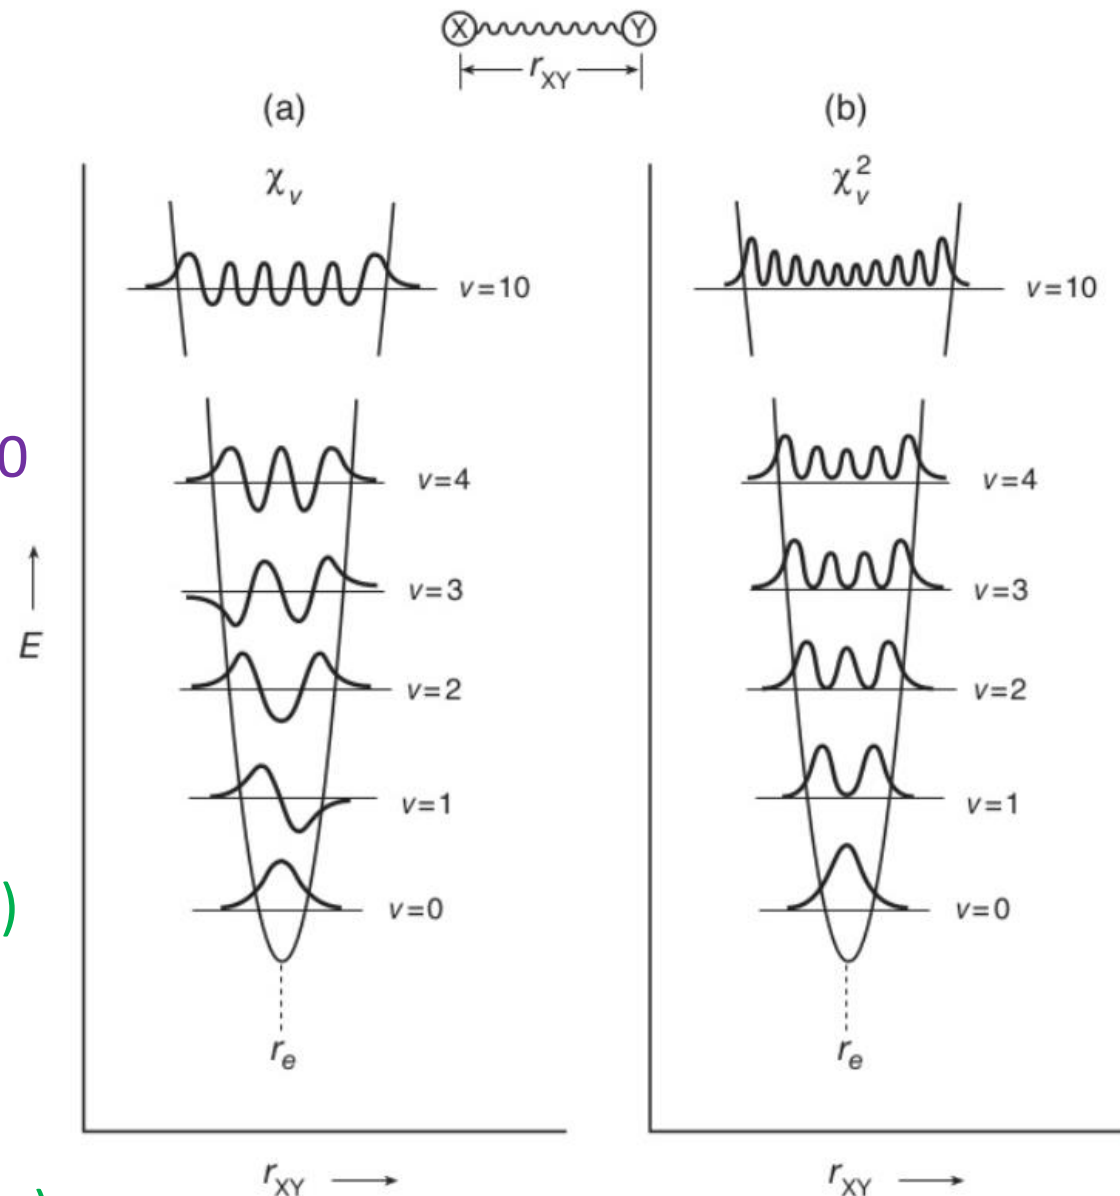 X Y
r_XY
(a) (b)
χ_v χ_v^2
v=10 v=10
0
v=4 v=4
v=3 v=3
E
v=2 v=2
v=1 v=1
)
v=0 v=0
r_e r_e
r_XY r_XY